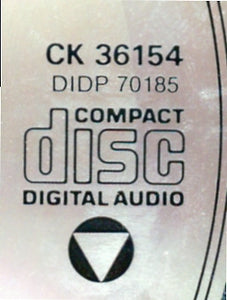 CK 36154
DIDP 70185
COMPACT
disc
DIGITAL AUDIO